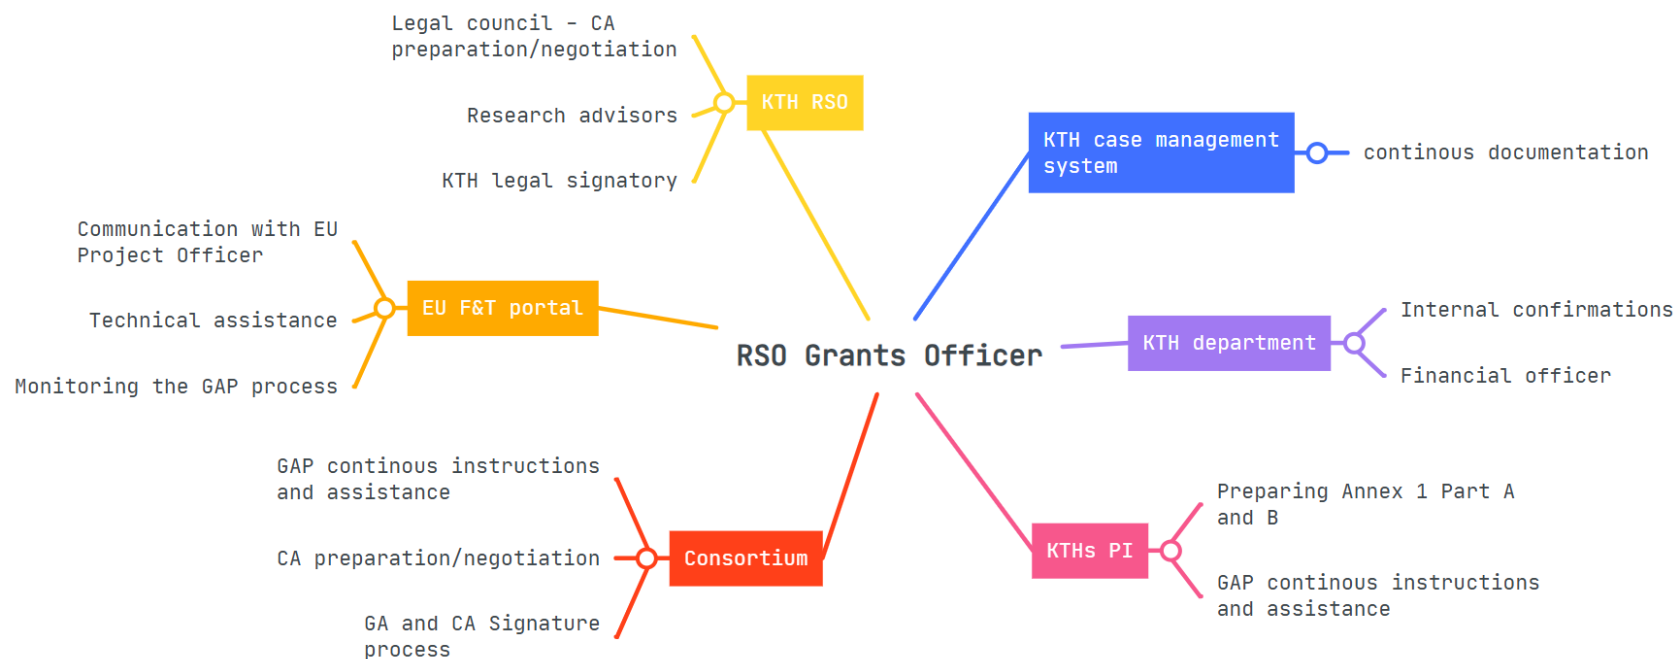 Legal council – CA
preparation/negotiation
Research advisors
KTH legal signatory
KTH RSO
Communication with EU
Project Officer
Technical assistance
Monitoring the GAP process
EU F&T portal
GAP continous instructions
and assistance
CA preparation/negotiation
GA and CA Signature
process
Consortium
RSO Grants Officer
KTH case management
system
continous documentation
KTH department
Internal confirmations
Financial officer
KTHs PI
Preparing Annex 1 Part A
and B
GAP continous instructions
and assistance